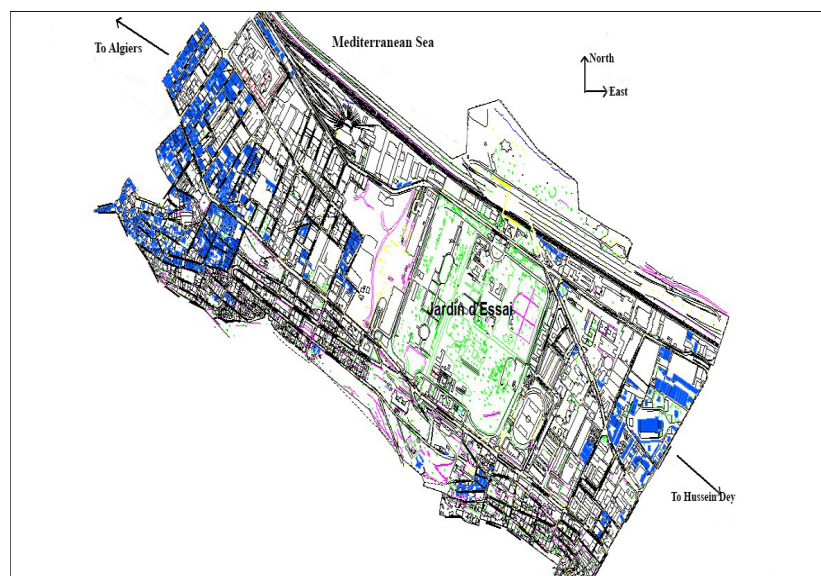 Mediterranean Sea
To Algiers
North
East
Jardin d'Essai
To Hussein Dey